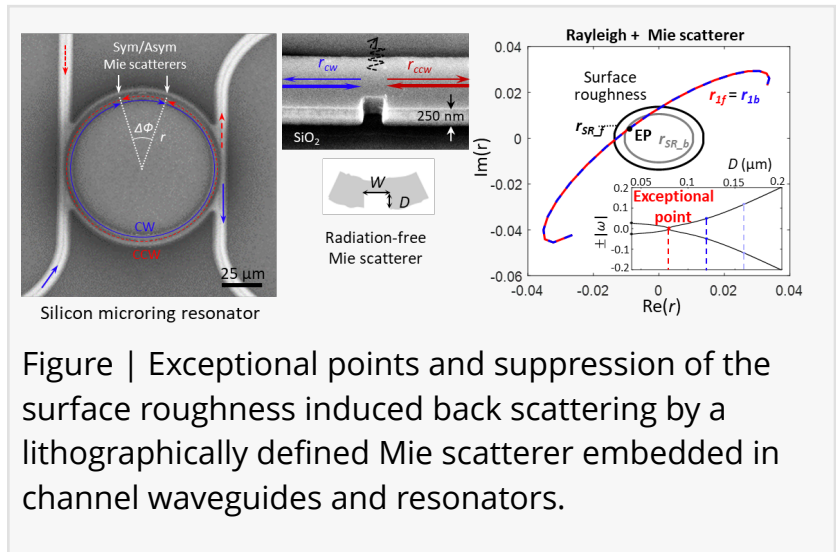 Sym/Asym
Mie scatterers
ΔΦ
r
CW
CCW
25 μm
Silicon microring resonator
r_cw
r_ccw
250 nm
SiO₂
W
D
Radiation-free
Mie scatterer
Rayleigh + Mie scatterer
0.04
0.02
0
-0.02
-0.04
-0.06
Im(r)
Surface
roughness
r_1f = r_1b
r_SR_f
EP
r_SR_b
D (μm)
0.05
0.1
0.15
0.2
0.2
0.1
0.0
-0.1
-0.2
± |ω|
Exceptional
point
-0.04
-0.02
0
0.02
0.04
Re(r)
Figure | Exceptional points and suppression of the
surface roughness induced back scattering by a
lithographically defined Mie scatterer embedded in
channel waveguides and resonators.